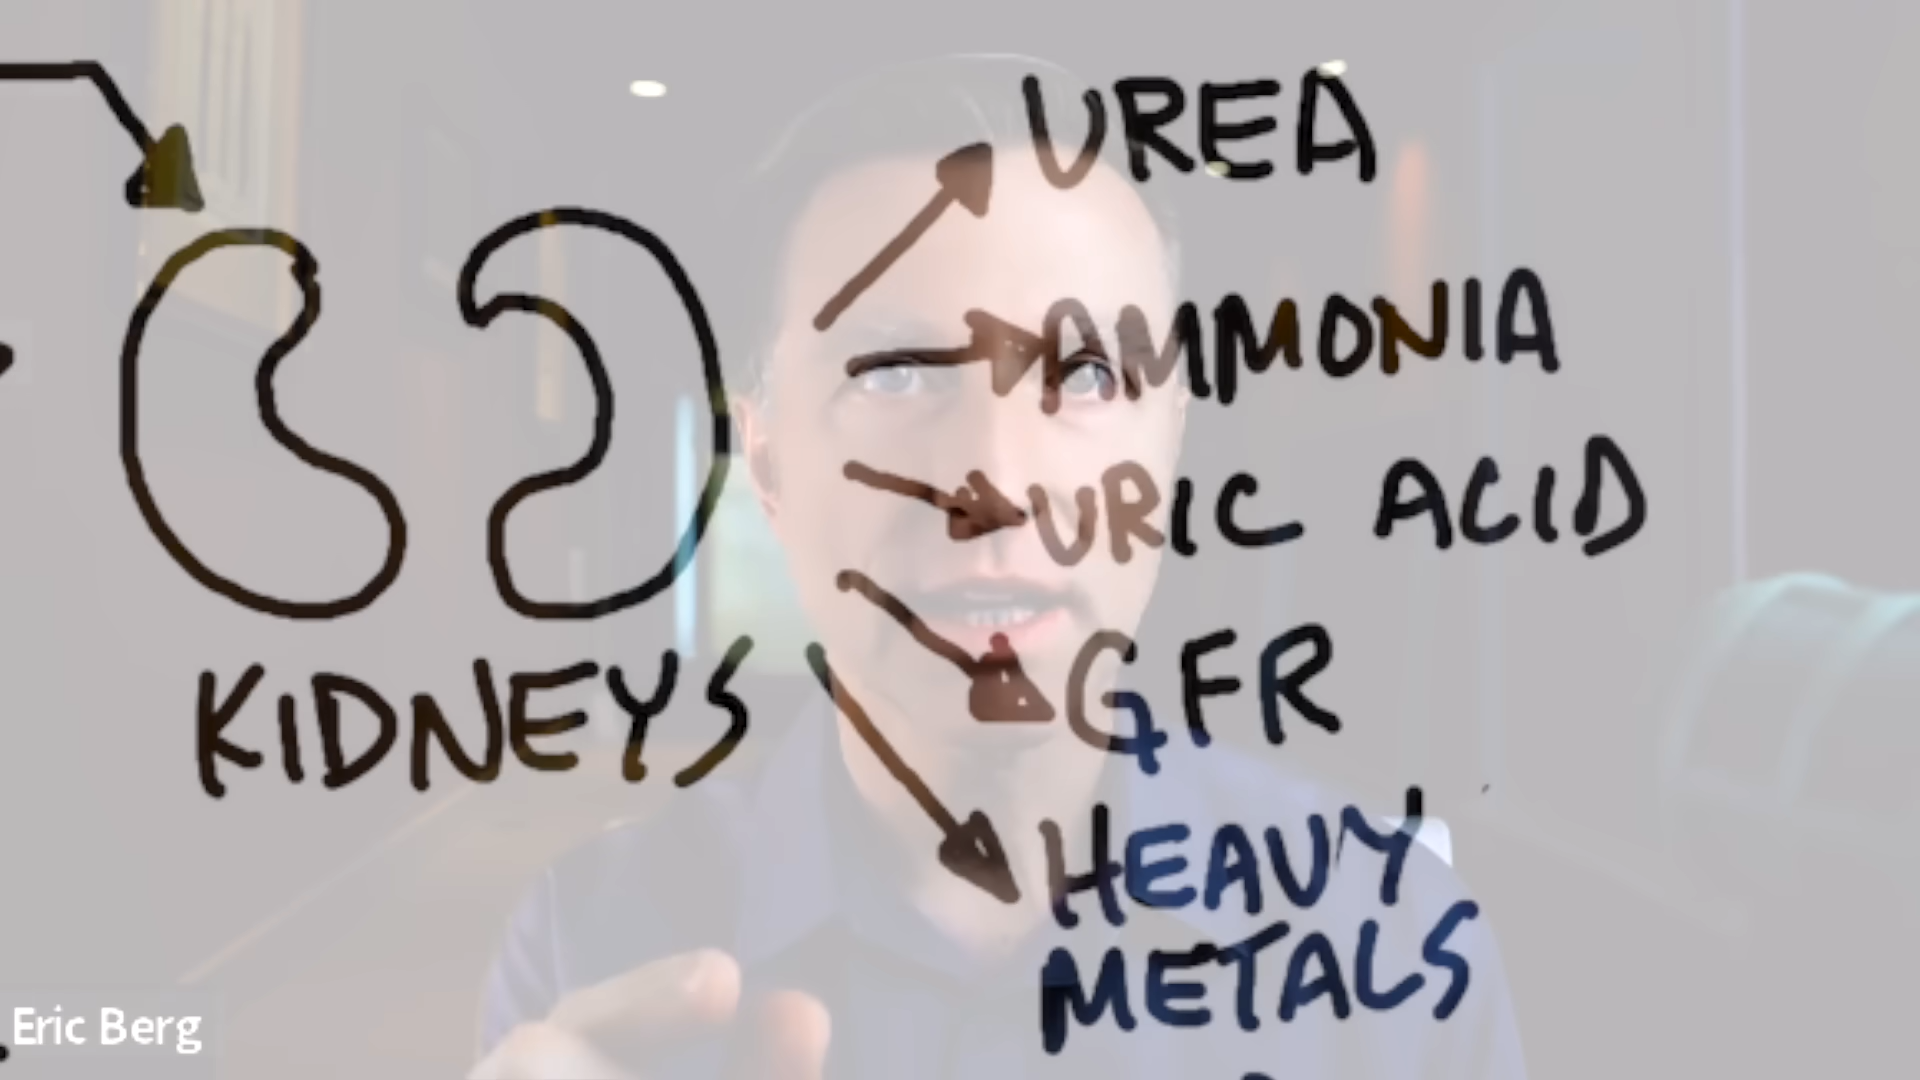 UREA
AMMONIA
URIC ACID
GFR
KIDNEYS
HEAVY
METALS
Eric Berg